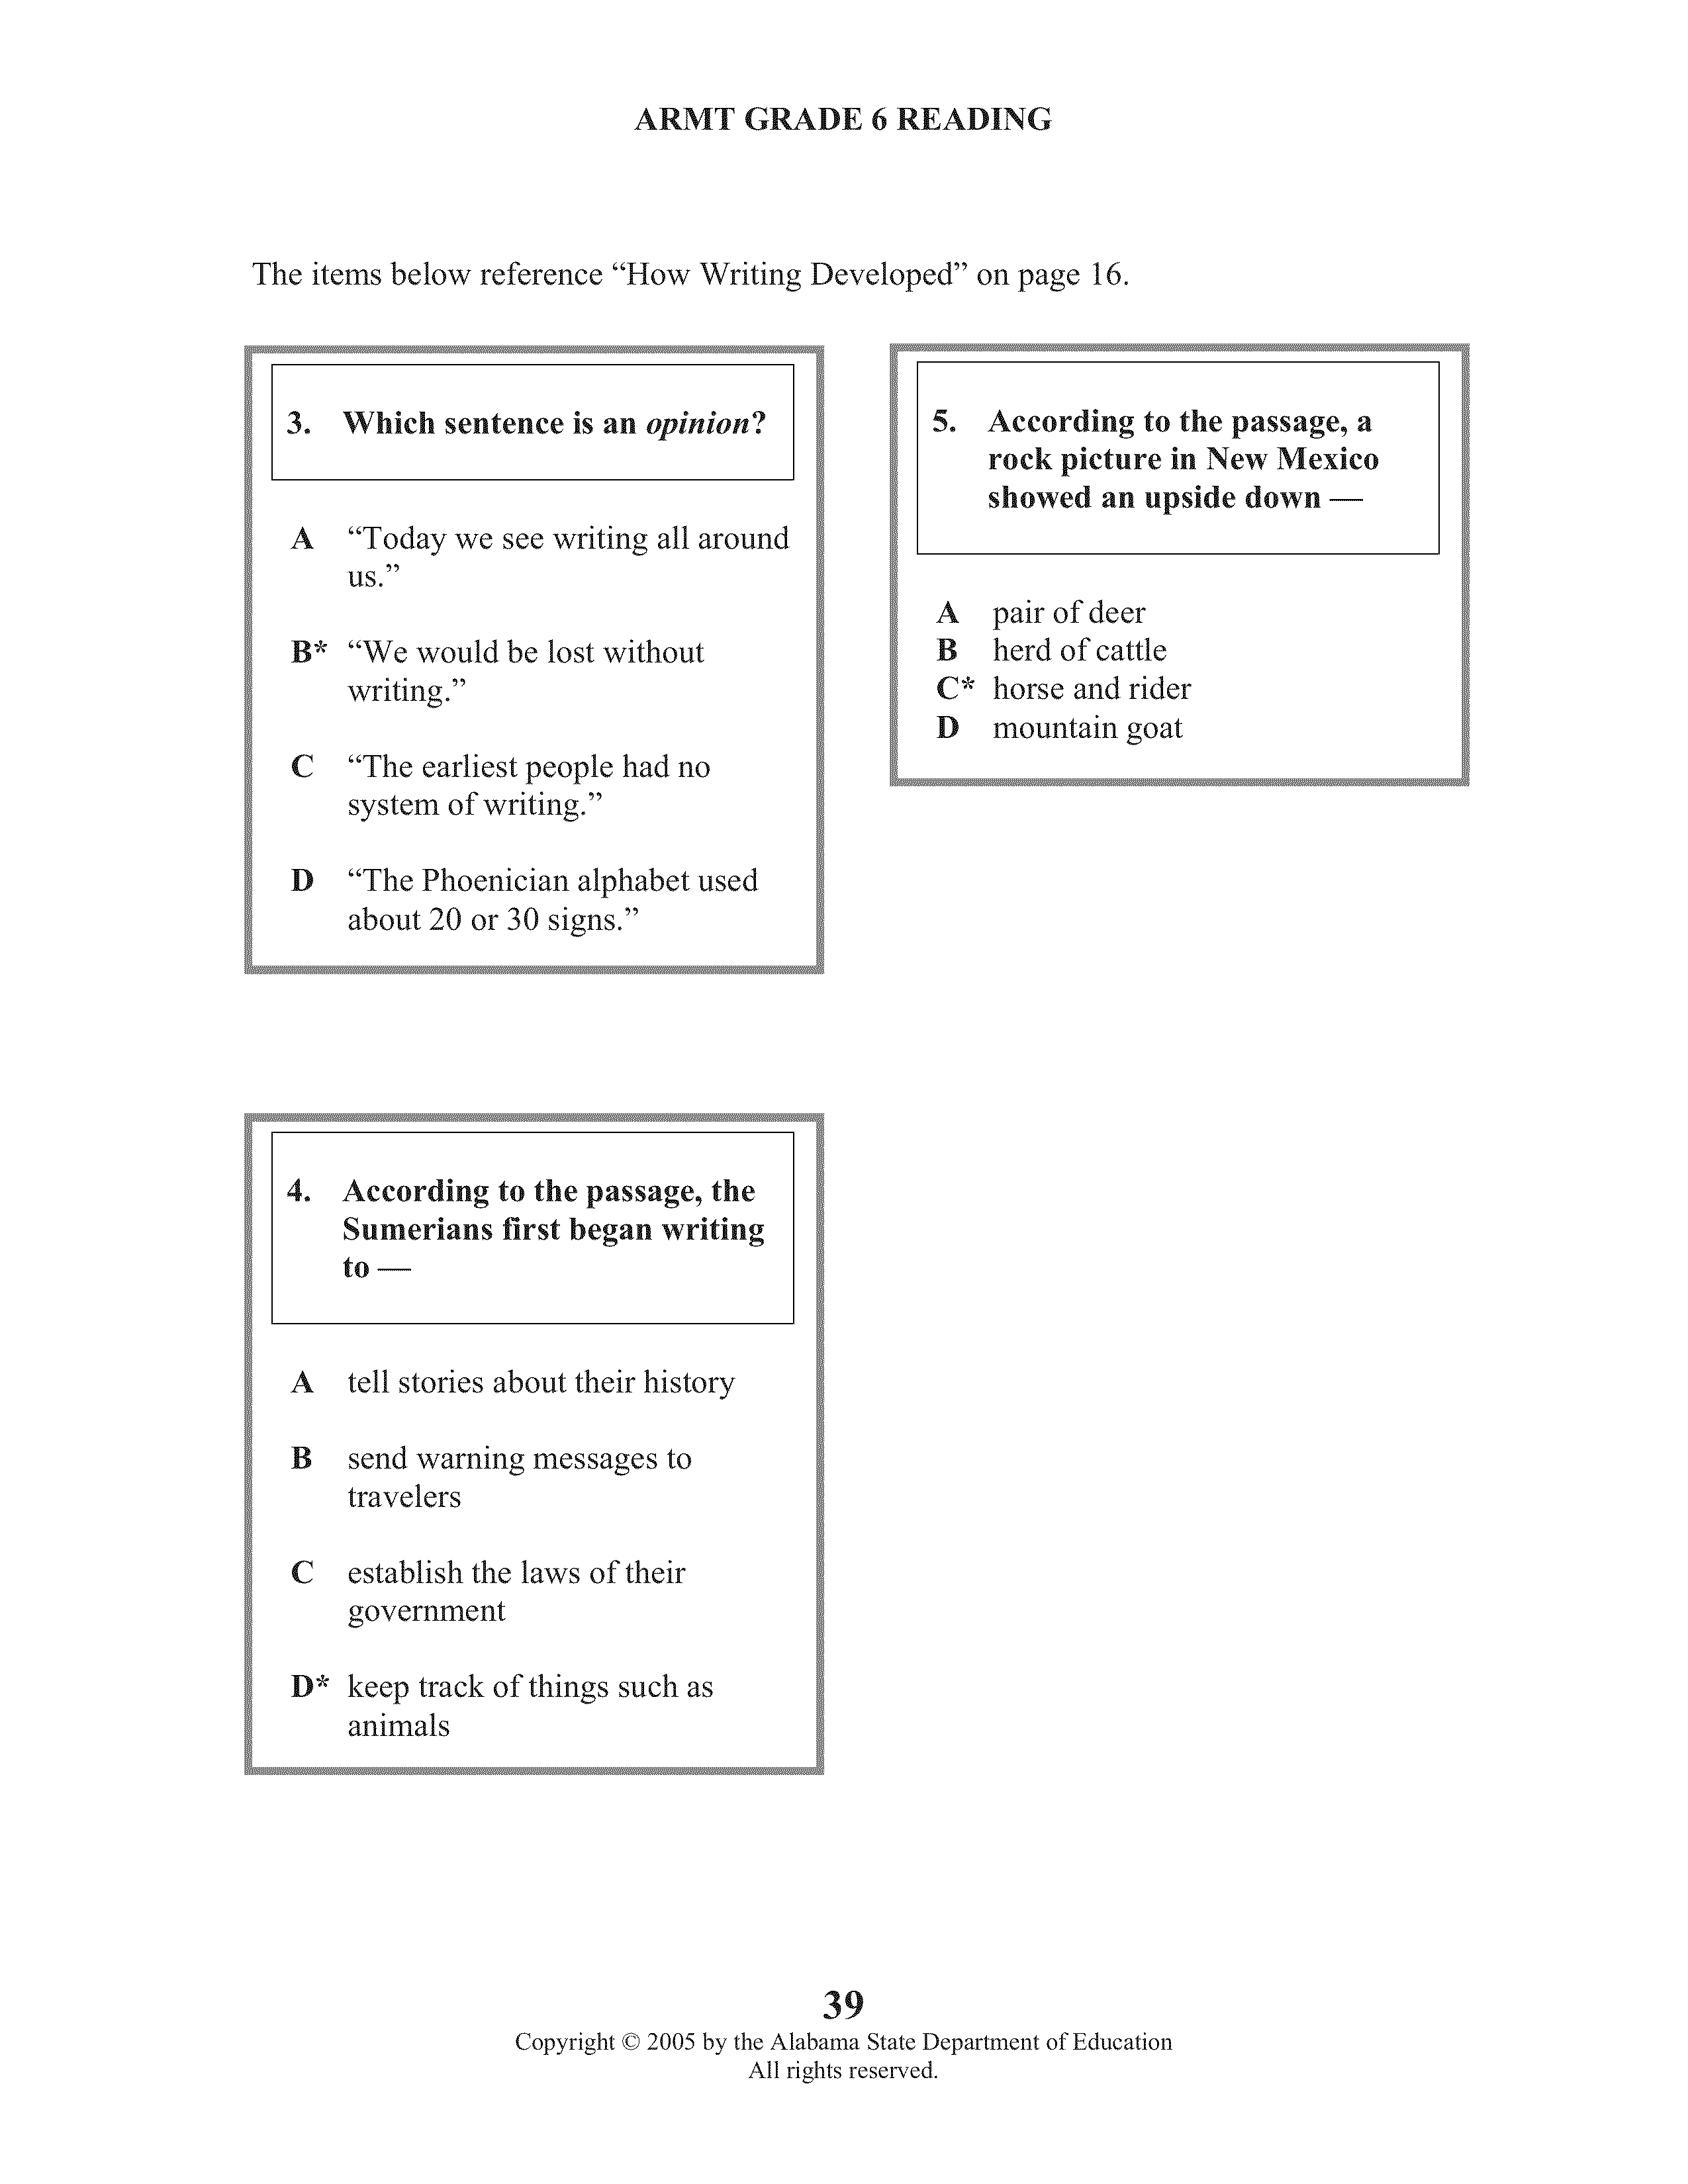 ARMT GRADE 6 READING
The items below reference “How Writing Developed” on page 16.
3. Which sentence is an opinion?
A “Today we see writing all around
us.”
B* “We would be lost without
writing.”
C “The earliest people had no
system of writing.”
D “The Phoenician alphabet used
about 20 or 30 signs.”
4. According to the passage, the
Sumerians first began writing
to —
A tell stories about their history
B send warning messages to
travelers
C establish the laws of their
government
D* keep track of things such as
animals
5. According to the passage, a
rock picture in New Mexico
showed an upside down —
A pair of deer
B herd of cattle
C* horse and rider
D mountain goat
39
Copyright © 2005 by the Alabama State Department of Education
All rights reserved.